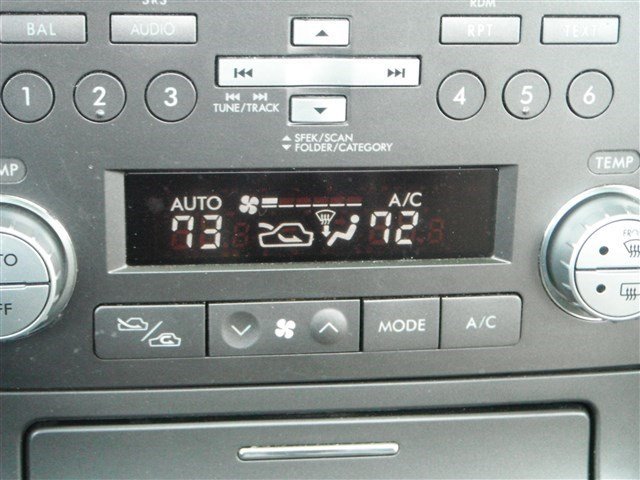 SRS
RDM
BAL
AUDIO
RPT
TEXT
1
2
3
4
5
6
TUNE/TRACK
SEEK/SCAN
FOLDER/CATEGORY
TEMP
AUTO
A/C
73
72
MODE
A/C